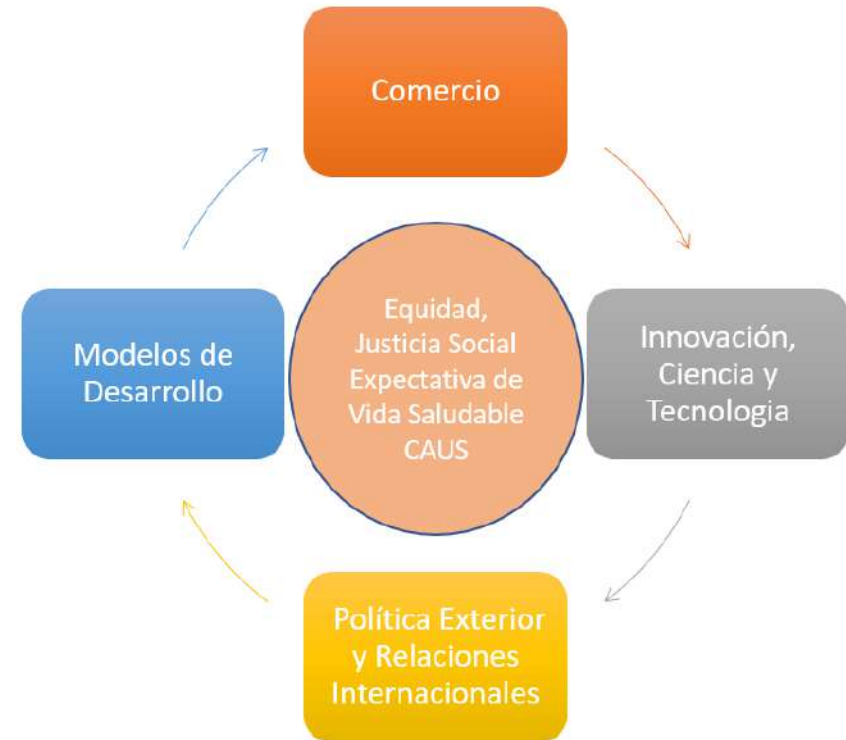 Comercio
Equidad,
Justicia Social
Expectativa de
Vida Saludable
CAUS
Modelos de
Desarrollo
Innovación,
Ciencia y
Tecnologia
Política Exterior
y Relaciones
Internacionales